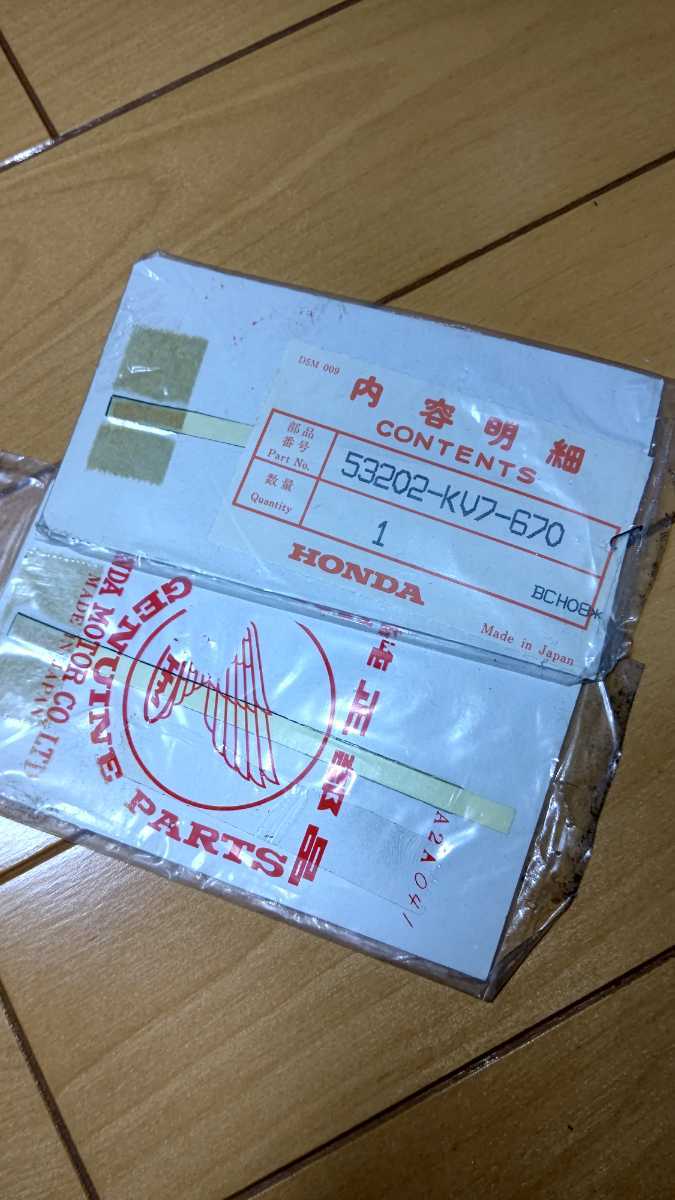 DSM 009
内容明細
CONTENTS
部品
番号
Part No.
53202-KV7-670
数量
Quantity
1
HONDA
BCH08*
Made in Japan
純正部品
GENUINE PARTS
NDA MOTOR CO.,LTD.
MADE IN JAPAN
A2A041